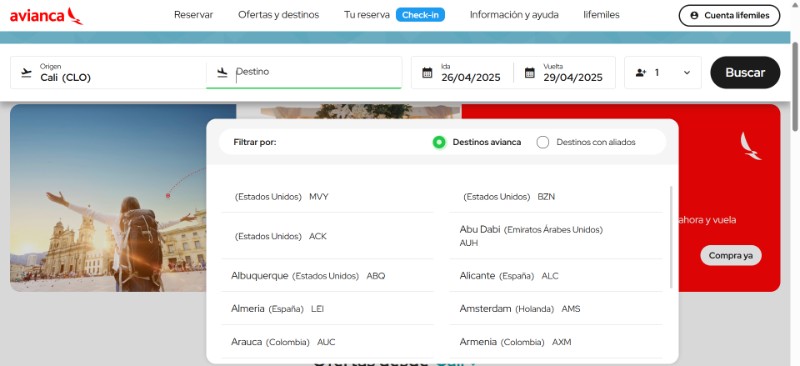 avianca
Reservar Ofertas y destinos Tu reserva Check-in Información y ayuda lifemiles Cuenta lifemiles
Origen
Cali (CLO)
Destino
Ida
26/04/2025
Vuelta
29/04/2025
1
Buscar
Filtrar por: Destinos avianca Destinos con aliados
(Estados Unidos) MVY
(Estados Unidos) BZN
(Estados Unidos) ACK
Abu Dabi (Emiratos Árabes Unidos)
AUH
Albuquerque (Estados Unidos) ABQ
Alicante (España) ALC
Almeria (España) LEI
Amsterdam (Holanda) AMS
Arauca (Colombia) AUC
Armenia (Colombia) AXM
ahora y vuela
Compra ya
Ofertas desde Cali